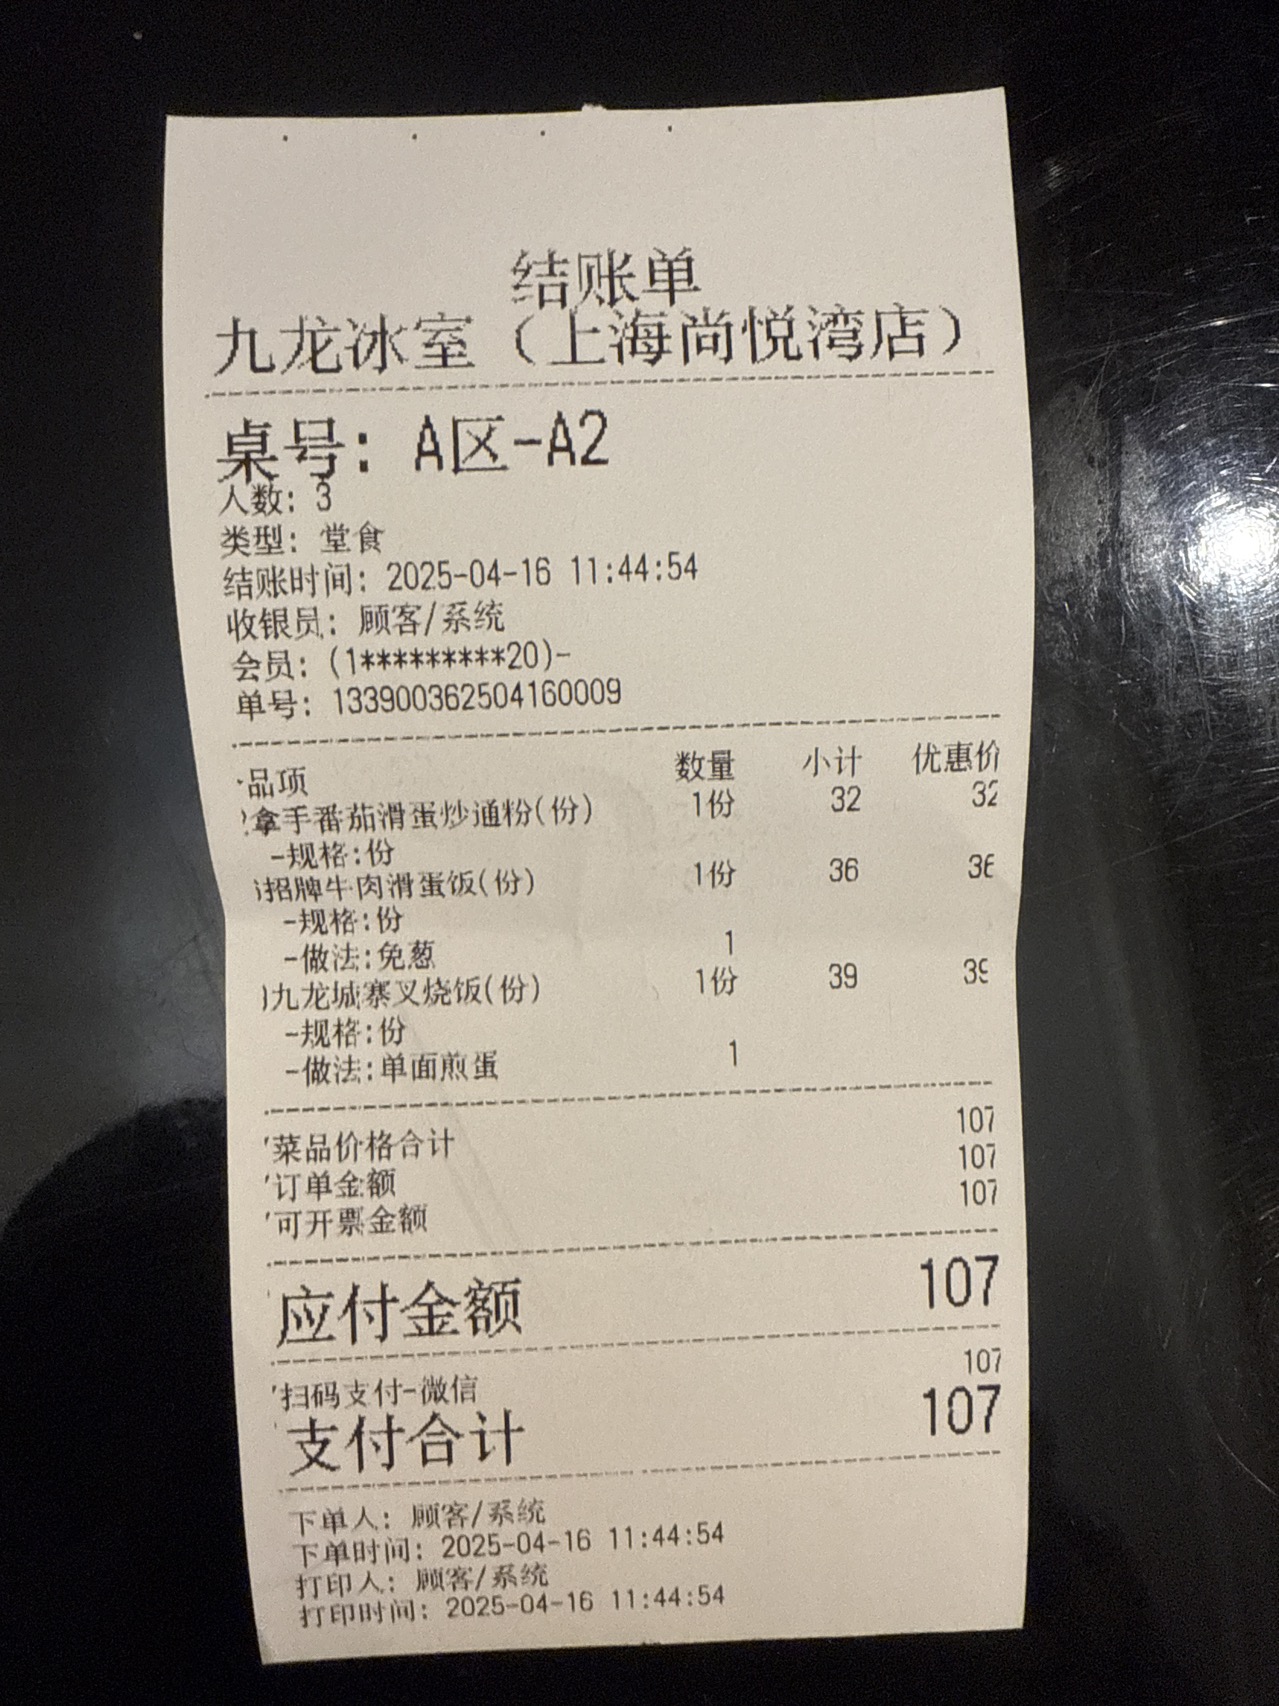 结账单
九龙冰室（上海尚悦湾店）
桌号: A区-A2
人数: 3
类型: 堂食
结账时间: 2025-04-16 11:44:54
收银员: 顾客/系统
会员: (1*********20)-
单号: 133900362504160009
品项 数量 小计 优惠价
拿手番茄滑蛋炒通粉(份) 1份 32 32
-规格:份
招牌牛肉滑蛋饭(份) 1份 36 36
-规格:份
-做法:免葱 1
九龙城寨叉烧饭(份) 1份 39 39
-规格:份
-做法:单面煎蛋 1
菜品价格合计 107
订单金额 107
可开票金额 107
应付金额 107
扫码支付-微信 107
支付合计 107
下单人: 顾客/系统
下单时间: 2025-04-16 11:44:54
打印人: 顾客/系统
打印时间: 2025-04-16 11:44:54